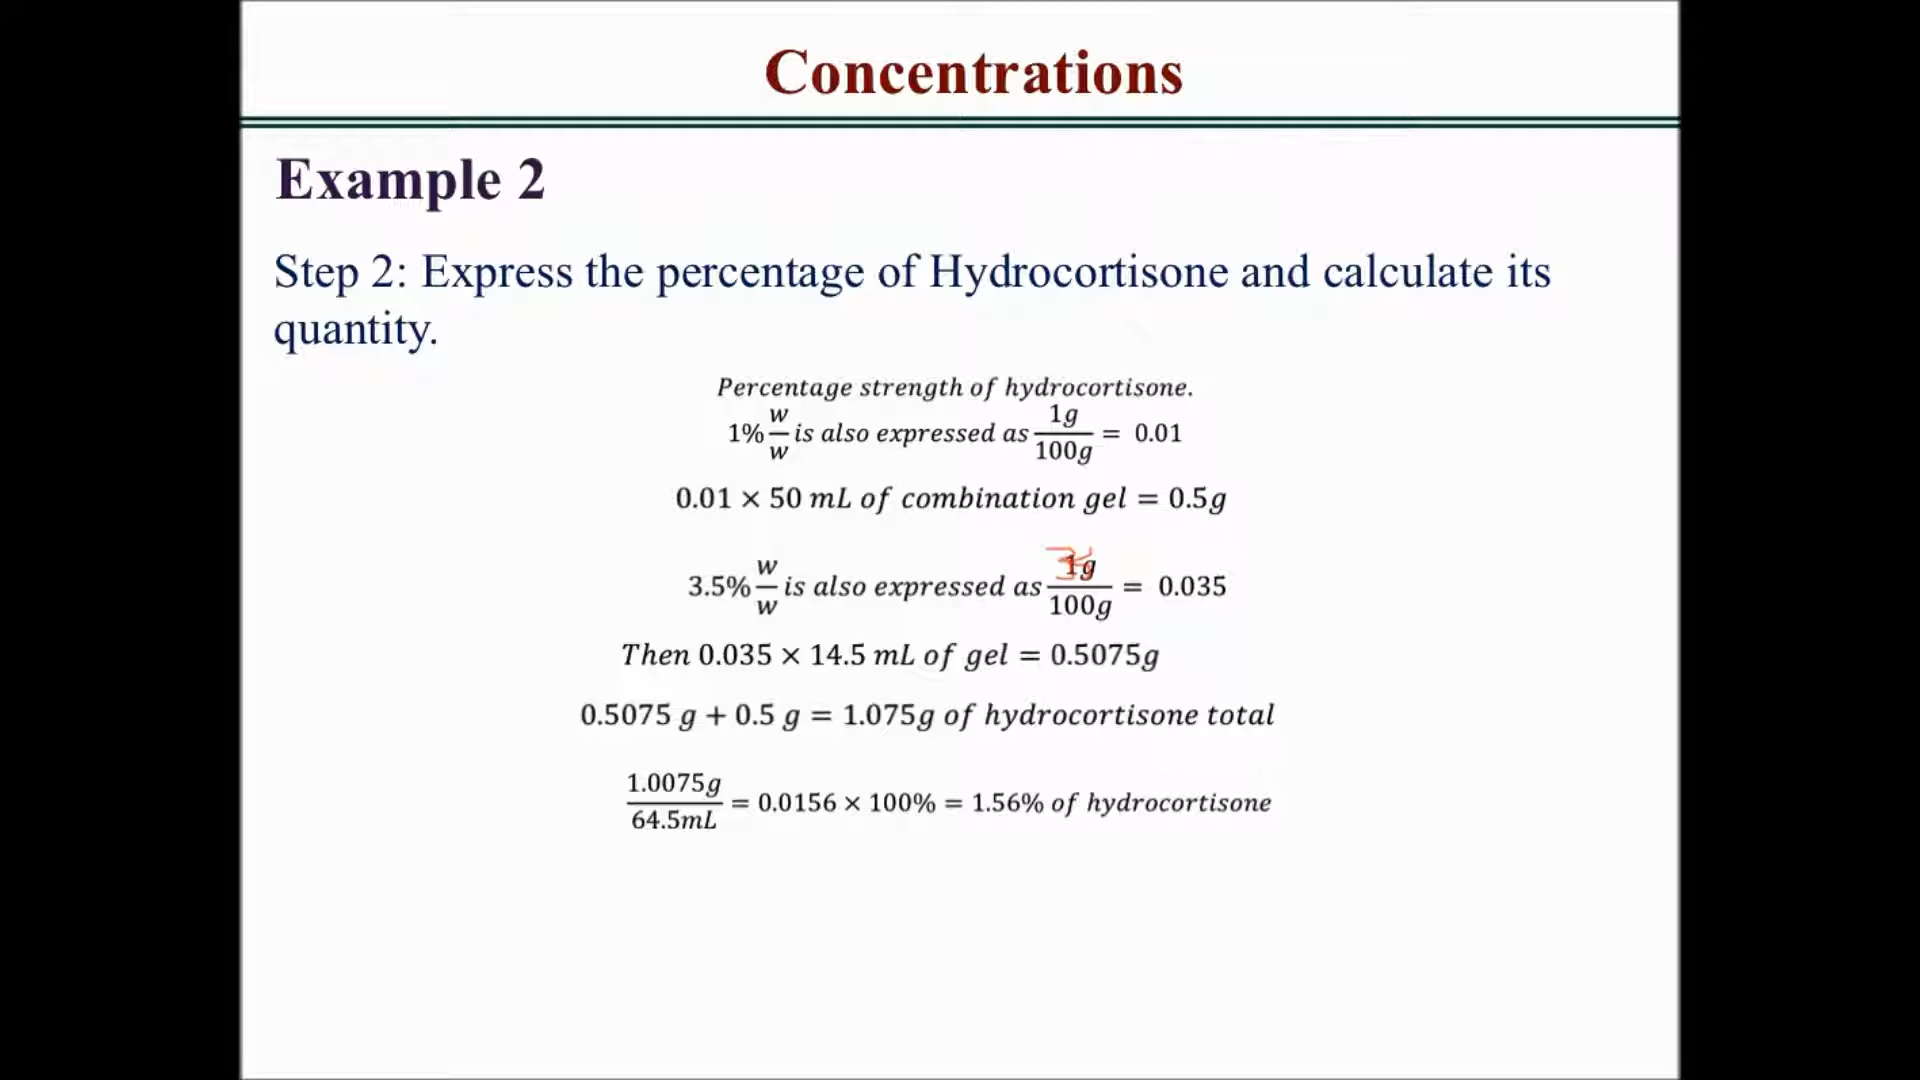 Concentrations
Example 2
Step 2: Express the percentage of Hydrocortisone and calculate its
quantity.
Percentage strength of hydrocortisone.
1% w/w is also expressed as 1g/100g = 0.01
0.01 × 50 mL of combination gel = 0.5g
3.5% w/w is also expressed as 1g/100g = 0.035
Then 0.035 × 14.5 mL of gel = 0.5075g
0.5075 g + 0.5 g = 1.075g of hydrocortisone total
1.0075g/64.5mL = 0.0156 × 100% = 1.56% of hydrocortisone